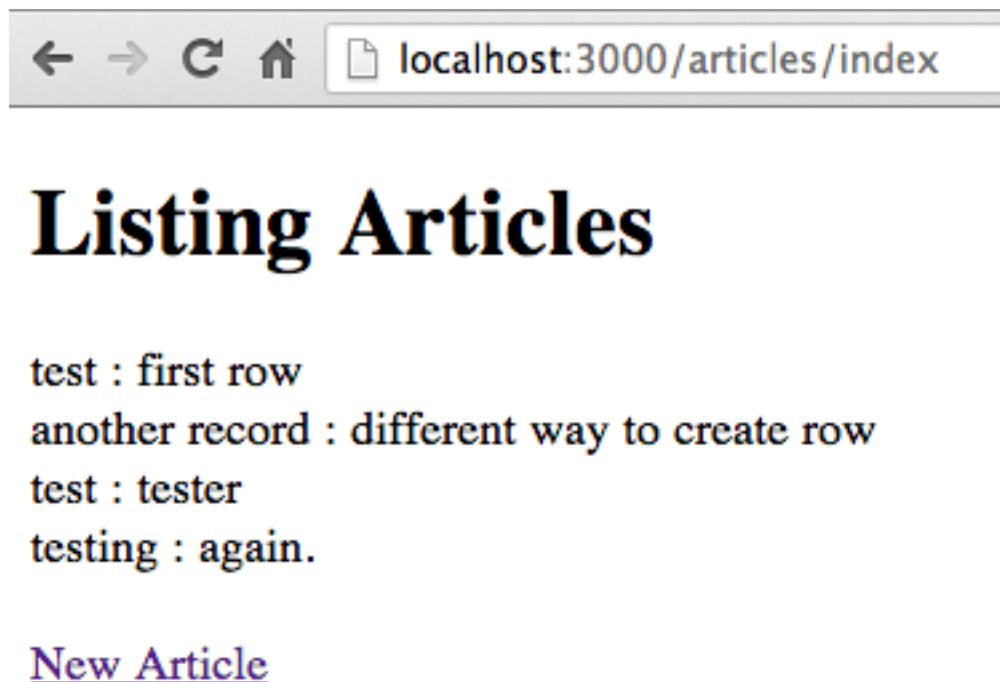 localhost:3000/articles/index
Listing Articles
test : first row
another record : different way to create row
test : tester
testing : again.
New Article